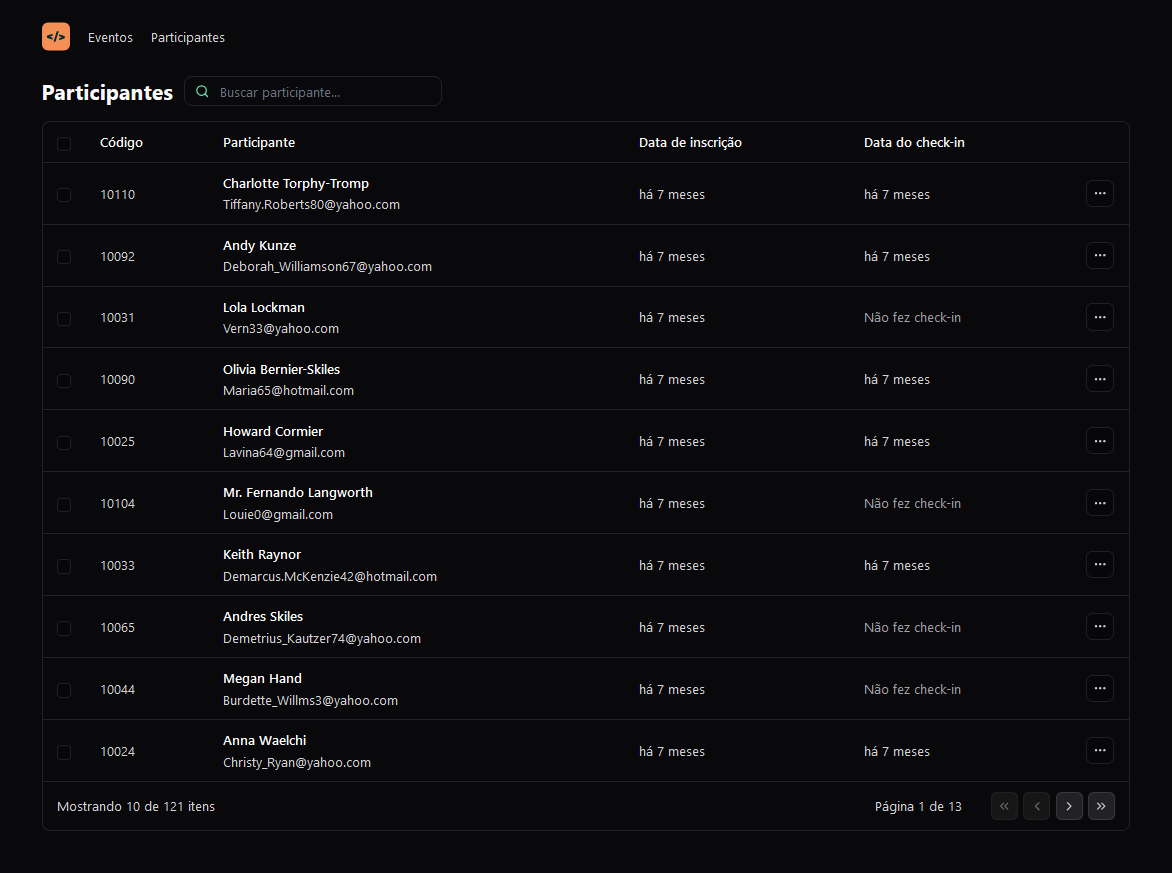 </> Eventos Participantes
Participantes Buscar participante...
Código Participante Data de inscrição Data do check-in
Charlotte Torphy-Tromp
10110 há 7 meses há 7 meses
Tiffany.Roberts80@yahoo.com
Andy Kunze
10092 há 7 meses há 7 meses
Deborah_Williamson67@yahoo.com
Lola Lockman
10031 há 7 meses Não fez check-in
Vern33@yahoo.com
Olivia Bernier-Skiles
10090 há 7 meses há 7 meses
Maria65@hotmail.com
Howard Cormier
10025 há 7 meses há 7 meses
Lavina64@gmail.com
Mr. Fernando Langworth
10104 há 7 meses Não fez check-in
Louie0@gmail.com
Keith Raynor
10033 há 7 meses há 7 meses
Demarcus.McKenzie42@hotmail.com
Andres Skiles
10065 há 7 meses Não fez check-in
Demetrius_Kautzer74@yahoo.com
Megan Hand
10044 há 7 meses Não fez check-in
Burdette_Willms3@yahoo.com
Anna Waelchi
10024 há 7 meses há 7 meses
Christy_Ryan@yahoo.com
Mostrando 10 de 121 itens Página 1 de 13